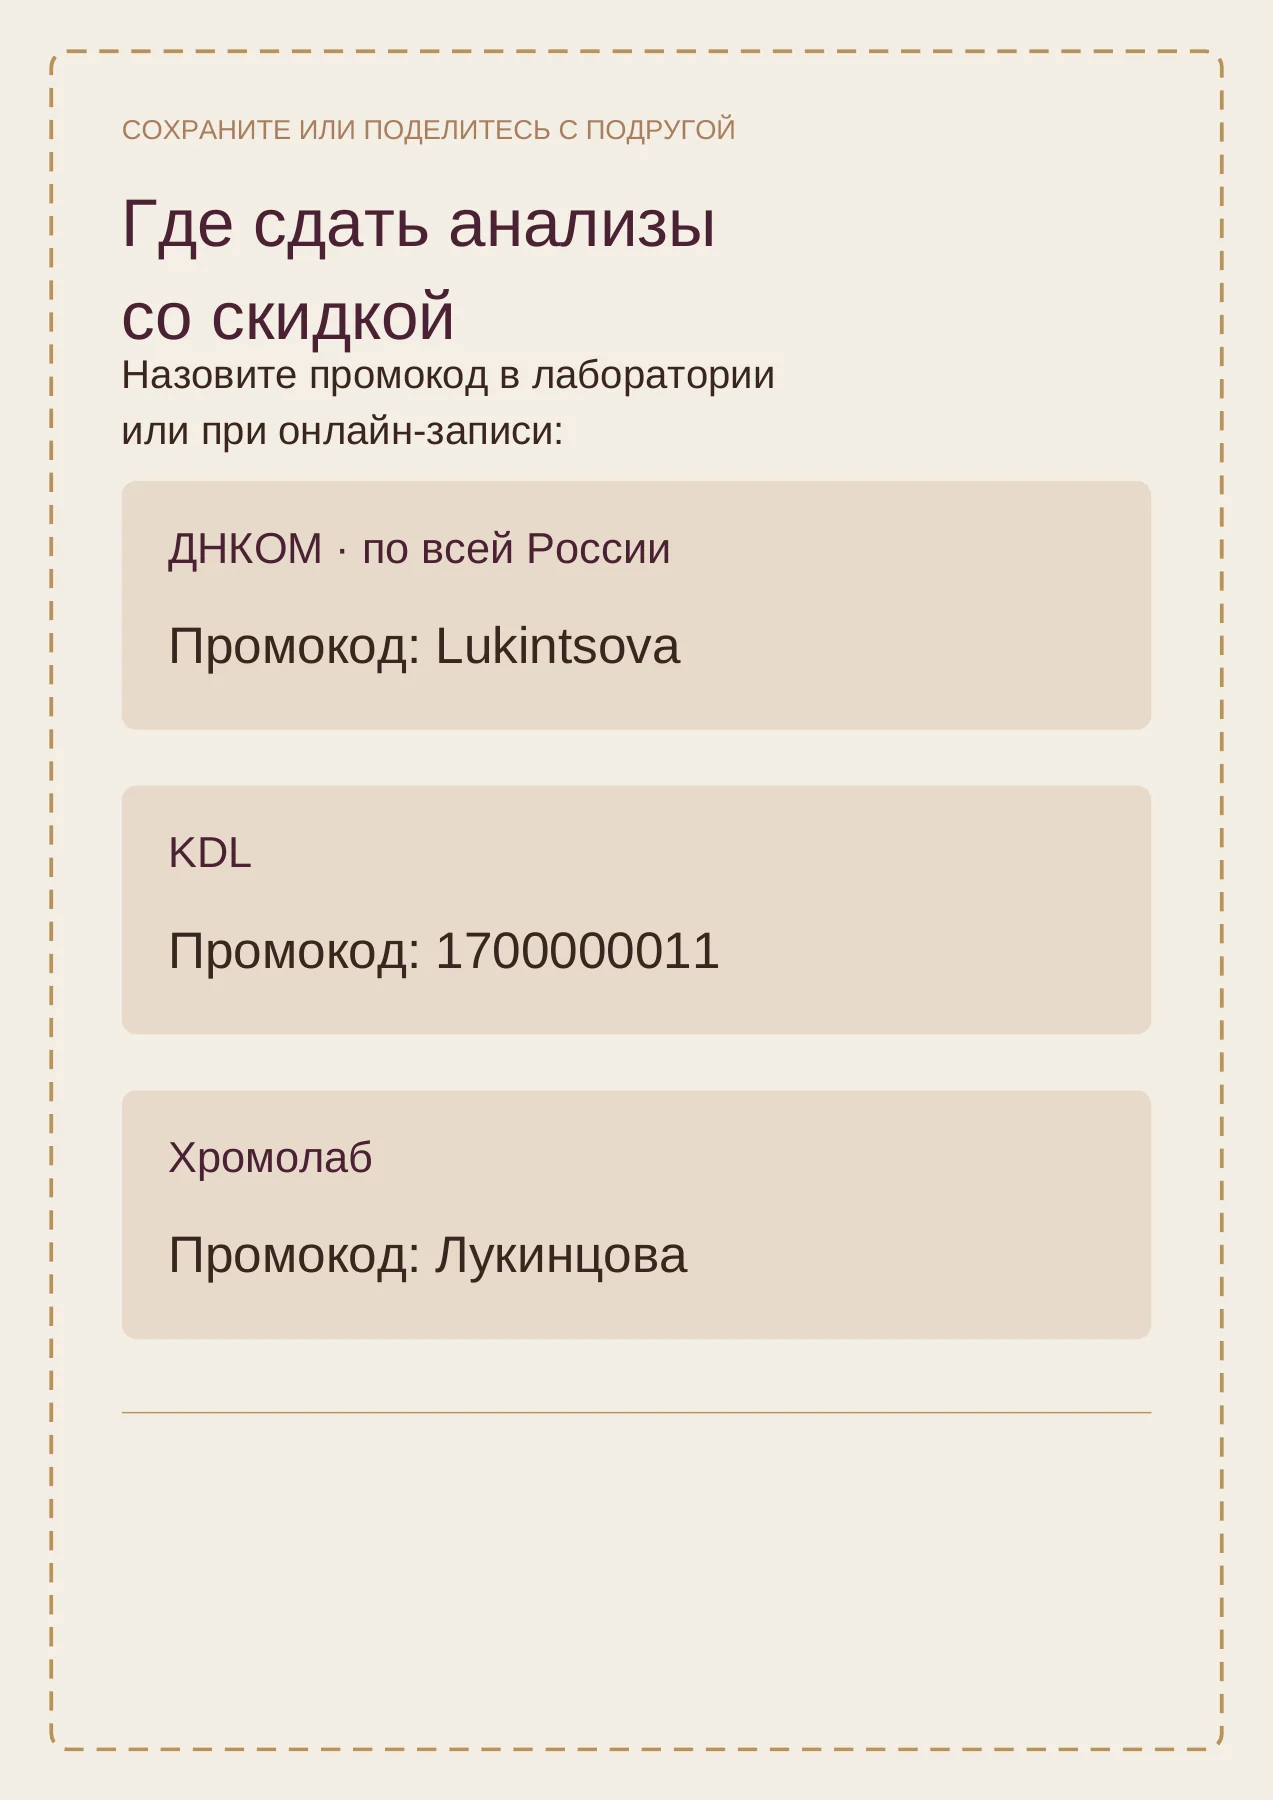 СОХРАНИТЕ ИЛИ ПОДЕЛИТЕСЬ С ПОДРУГОЙ
Где сдать анализы
со скидкой
Назовите промокод в лаборатории
или при онлайн-записи:
ДНКОМ · по всей России
Промокод: Lukintsova
KDL
Промокод: 1700000011
Хромолаб
Промокод: Лукинцова